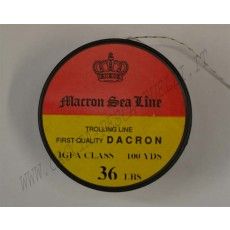 Macron Sea Line
TROLLING LINE
FIRST-QUALITY DACRON
IGFA CLASS 100 YDS
36 LBS